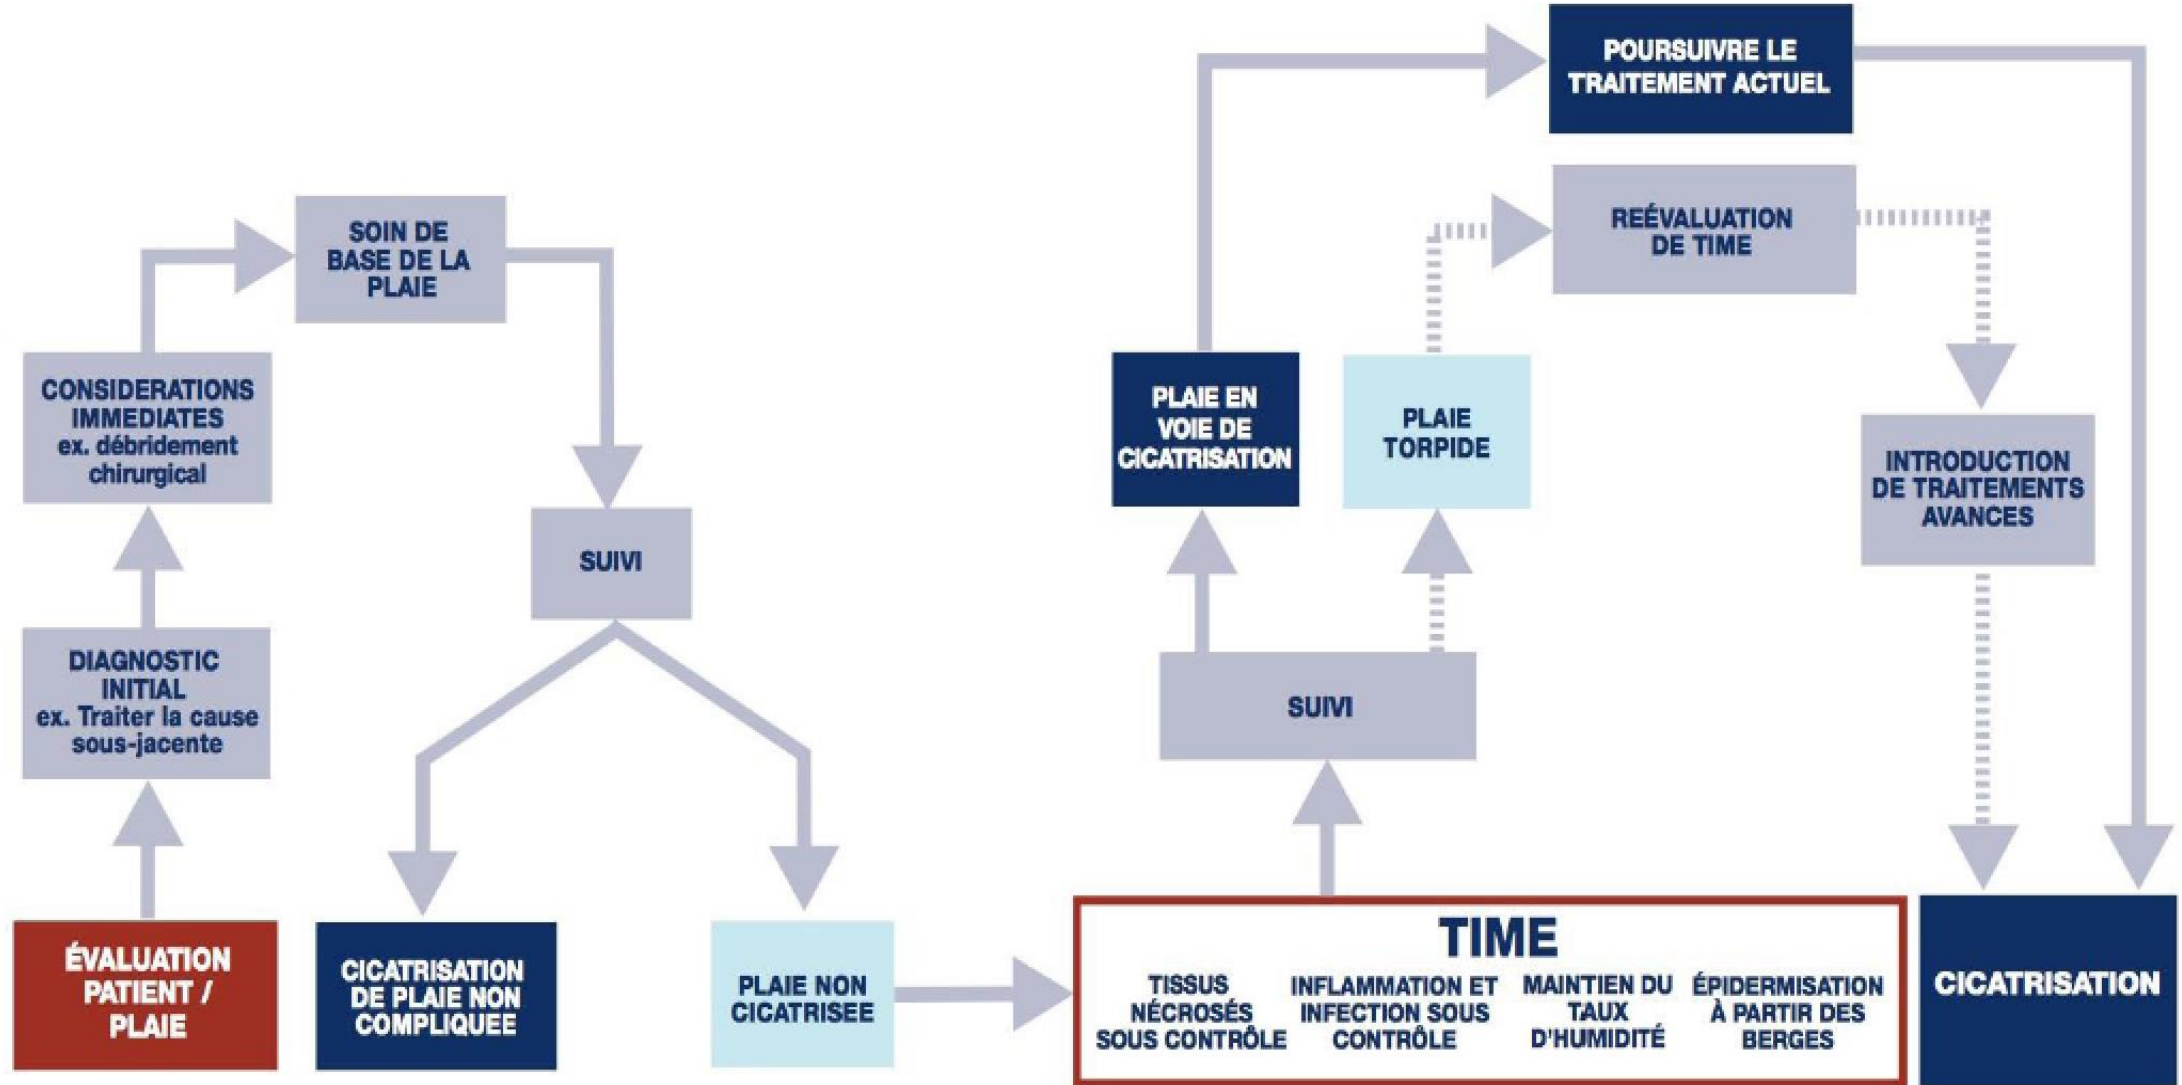 ÉVALUATION
PATIENT /
PLAIE
DIAGNOSTIC
INITIAL
ex. Traiter la cause
sous-jacente
CONSIDERATIONS
IMMEDIATES
ex. débridement
chirurgical
SOIN DE
BASE DE LA
PLAIE
SUIVI
CICATRISATION
DE PLAIE NON
COMPLIQUEE
PLAIE NON
CICATRISEE
TIME
TISSUS
NÉCROSÉS
SOUS CONTRÔLE
INFLAMMATION ET
INFECTION SOUS
CONTRÔLE
MAINTIEN DU
TAUX
D'HUMIDITÉ
ÉPIDERMISATION
À PARTIR DES
BERGES
SUIVI
PLAIE EN
VOIE DE
CICATRISATION
PLAIE
TORPIDE
POURSUIVRE LE
TRAITEMENT ACTUEL
REÉVALUATION
DE TIME
INTRODUCTION
DE TRAITEMENTS
AVANCES
CICATRISATION